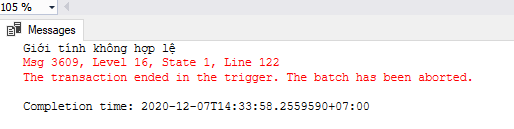 105 %
Messages
Giới tính không hợp lệ
Msg 3609, Level 16, State 1, Line 122
The transaction ended in the trigger. The batch has been aborted.
Completion time: 2020-12-07T14:33:58.2559590+07:00